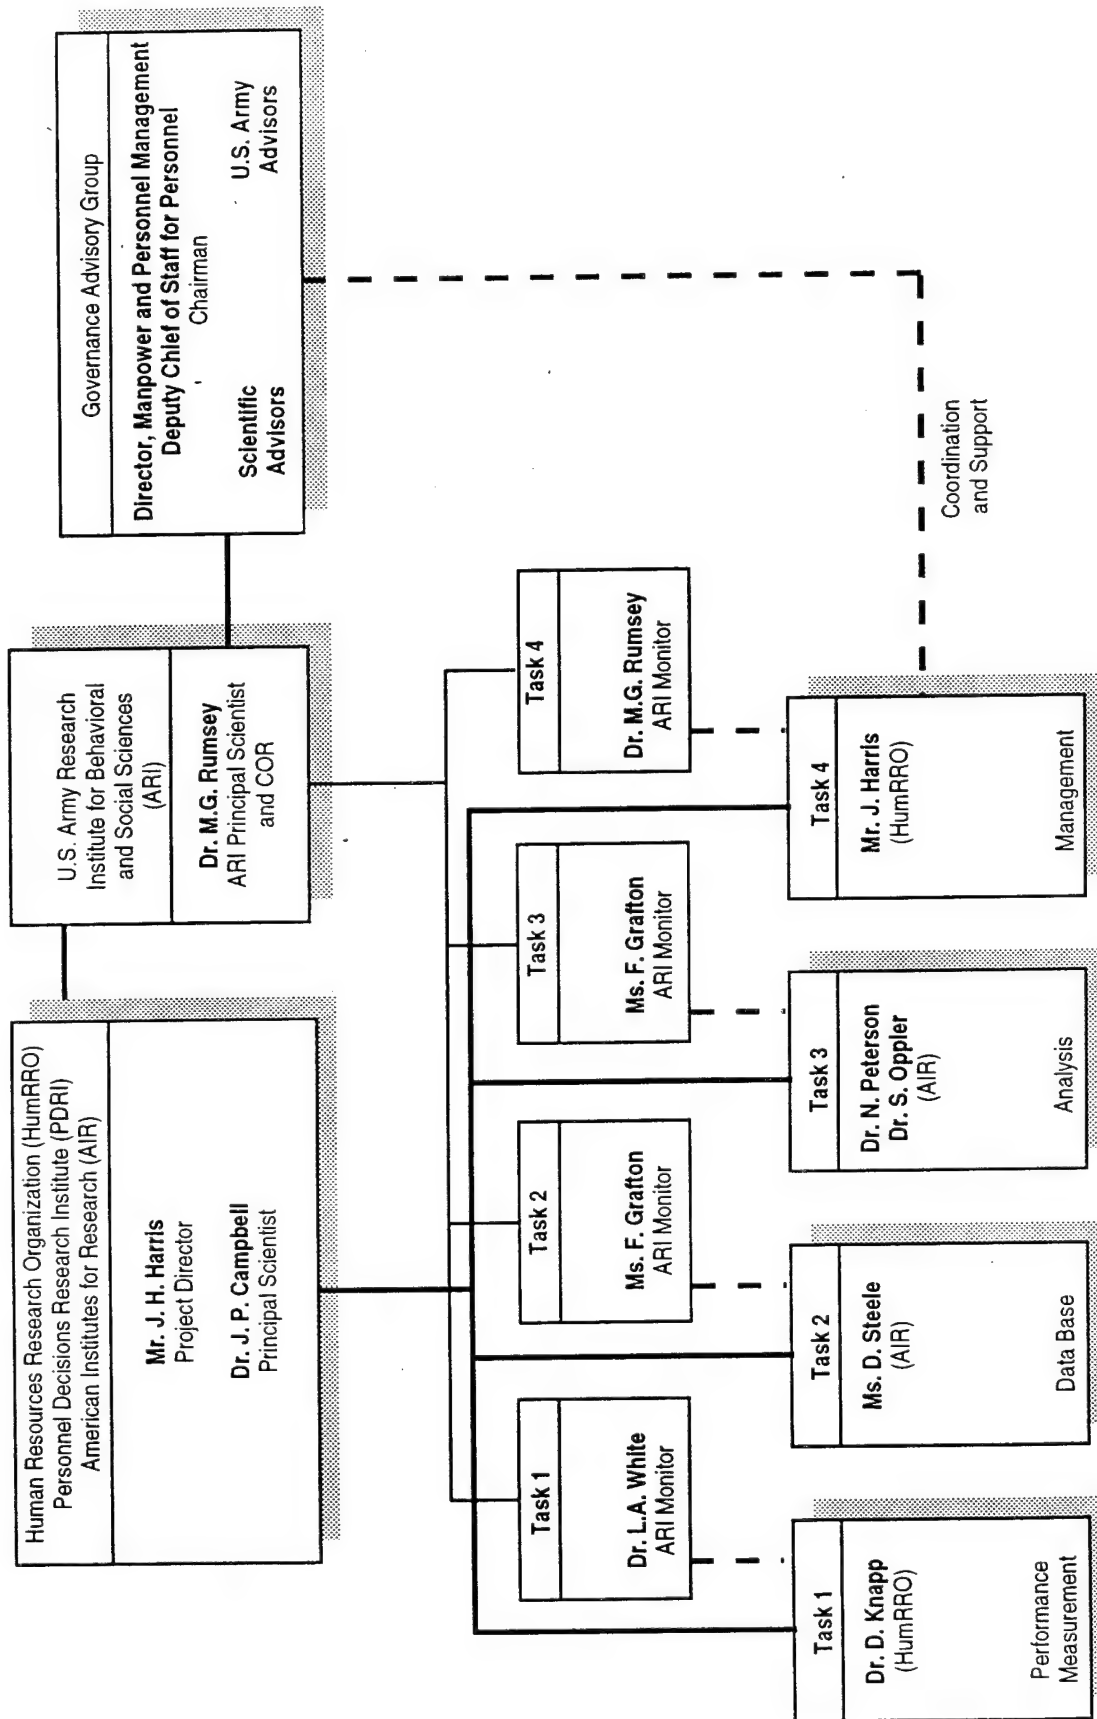 Human Resources Research Organization (HumRRO)
Personnel Decisions Research Institute (PDRI)
American Institutes for Research (AIR)
Mr. J. H. Harris
Project Director
Dr. J. P. Campbell
Principal Scientist
U.S. Army Research
Institute for Behavioral
and Social Sciences
(ARI)
Dr. M.G. Rumsey
ARI Principal Scientist
and COR
Governance Advisory Group
Director, Manpower and Personnel Management
Deputy Chief of Staff for Personnel
Chairman
Scientific
Advisors
U.S. Army
Advisors
Task 1
Dr. L.A. White
ARI Monitor
Task 2
Ms. F. Grafton
ARI Monitor
Task 3
Ms. F. Grafton
ARI Monitor
Task 4
Dr. M.G. Rumsey
ARI Monitor
Task 1
Dr. D. Knapp
(HumRRO)
Performance
Measurement
Task 2
Ms. D. Steele
(AIR)
Data Base
Task 3
Dr. N. Peterson
Dr. S. Oppler
(AIR)
Analysis
Task 4
Mr. J. Harris
(HumRRO)
Management
Coordination
and Support